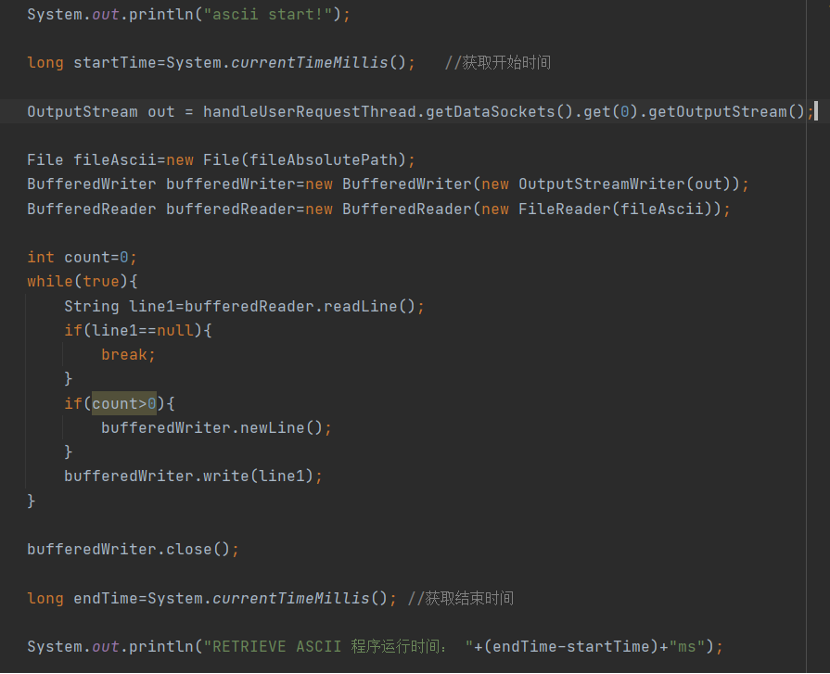 System.out.println("ascii start!");
long startTime=System.currentTimeMillis();   //获取开始时间
OutputStream out = handleUserRequestThread.getDataSockets().get(0).getOutputStream();
File fileAscii=new File(fileAbsolutePath);
BufferedWriter bufferedWriter=new BufferedWriter(new OutputStreamWriter(out));
BufferedReader bufferedReader=new BufferedReader(new FileReader(fileAscii));
int count=0;
while(true){
    String line1=bufferedReader.readLine();
    if(line1==null){
        break;
    }
    if(count>0){
        bufferedWriter.newLine();
    }
    bufferedWriter.write(line1);
}
bufferedWriter.close();
long endTime=System.currentTimeMillis(); //获取结束时间
System.out.println("RETRIEVE ASCII 程序运行时间： "+(endTime-startTime)+"ms");